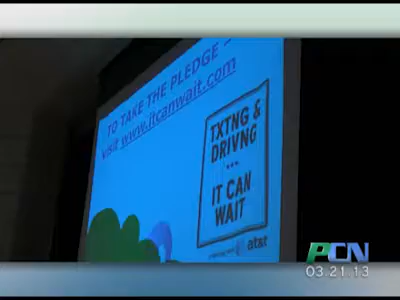 TO TAKE THE PLEDGE –
visit www.itcanwait.com
TXTNG &
DRIVNG
...
IT CAN
WAIT
at&t
PCN
03.21.13